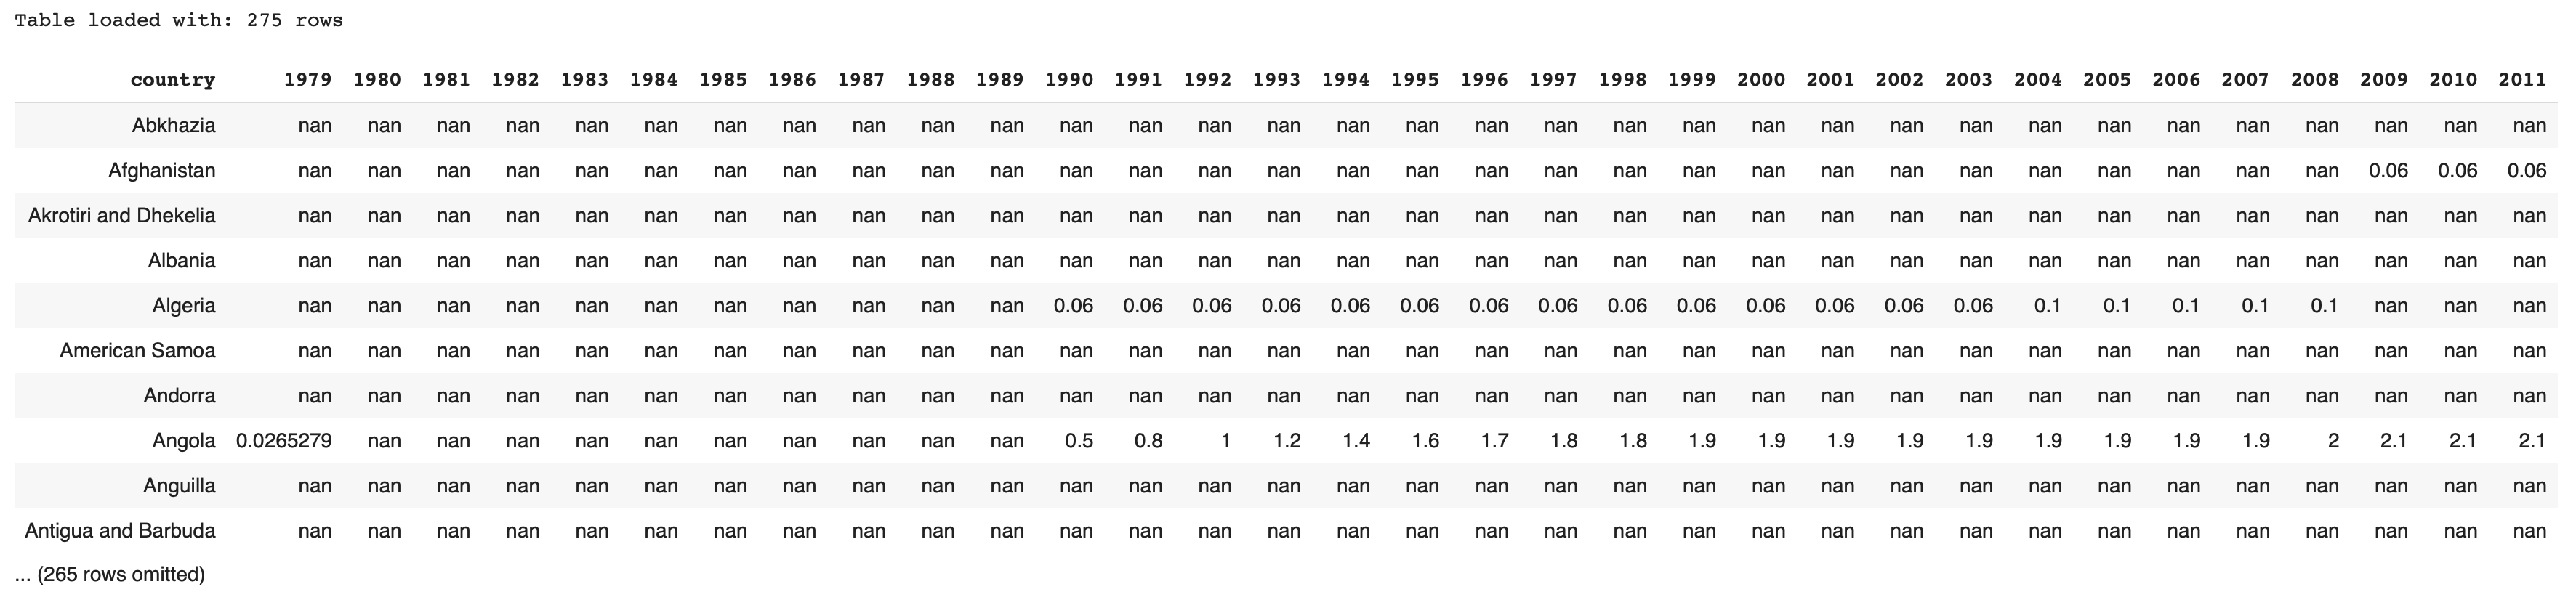 Table loaded with: 275 rows
country 1979 1980 1981 1982 1983 1984 1985 1986 1987 1988 1989 1990 1991 1992 1993 1994 1995 1996 1997 1998 1999 2000 2001 2002 2003 2004 2005 2006 2007 2008 2009 2010 2011
Abkhazia nan nan nan nan nan nan nan nan nan nan nan nan nan nan nan nan nan nan nan nan nan nan nan nan nan nan nan nan nan nan nan nan nan
Afghanistan nan nan nan nan nan nan nan nan nan nan nan nan nan nan nan nan nan nan nan nan nan nan nan nan nan nan nan nan nan nan 0.06 0.06 0.06
Akrotiri and Dhekelia nan nan nan nan nan nan nan nan nan nan nan nan nan nan nan nan nan nan nan nan nan nan nan nan nan nan nan nan nan nan nan nan nan
Albania nan nan nan nan nan nan nan nan nan nan nan nan nan nan nan nan nan nan nan nan nan nan nan nan nan nan nan nan nan nan nan nan nan
Algeria nan nan nan nan nan nan nan nan nan nan nan 0.06 0.06 0.06 0.06 0.06 0.06 0.06 0.06 0.06 0.06 0.06 0.06 0.06 0.06 0.1 0.1 0.1 0.1 0.1 nan nan nan
American Samoa nan nan nan nan nan nan nan nan nan nan nan nan nan nan nan nan nan nan nan nan nan nan nan nan nan nan nan nan nan nan nan nan nan
Andorra nan nan nan nan nan nan nan nan nan nan nan nan nan nan nan nan nan nan nan nan nan nan nan nan nan nan nan nan nan nan nan nan nan
Angola 0.0265279 nan nan nan nan nan nan nan nan nan nan 0.5 0.8 1 1.2 1.4 1.6 1.7 1.8 1.8 1.9 1.9 1.9 1.9 1.9 1.9 1.9 1.9 1.9 2 2.1 2.1 2.1
Anguilla nan nan nan nan nan nan nan nan nan nan nan nan nan nan nan nan nan nan nan nan nan nan nan nan nan nan nan nan nan nan nan nan nan
Antigua and Barbuda nan nan nan nan nan nan nan nan nan nan nan nan nan nan nan nan nan nan nan nan nan nan nan nan nan nan nan nan nan nan nan nan nan
... (265 rows omitted)